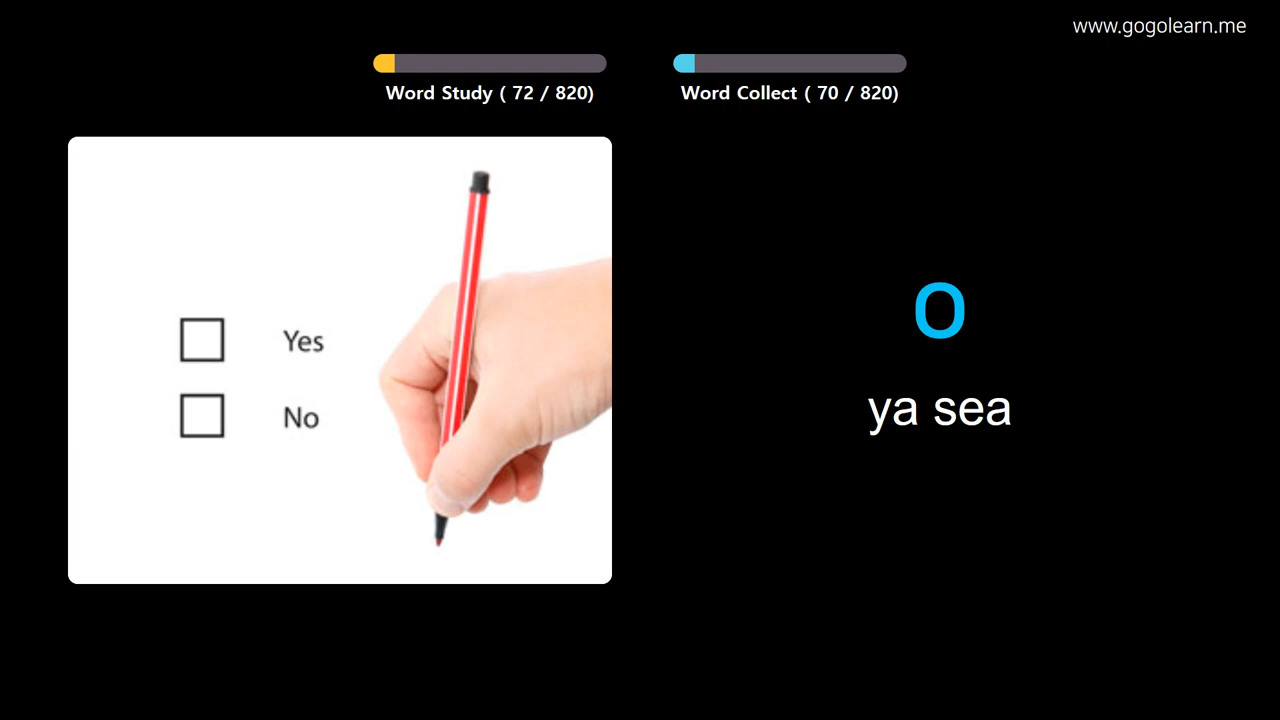 www.gogolearn.me
Word Study ( 72 / 820)
Word Collect ( 70 / 820)
Yes
No
o
ya sea